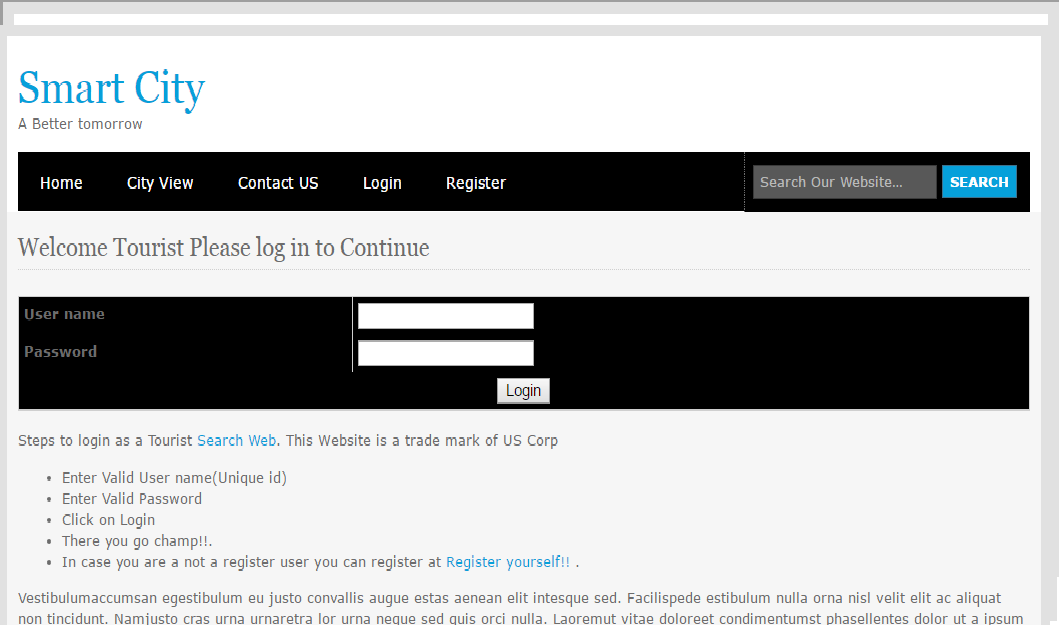 Smart City
A Better tomorrow
Home City View Contact US Login Register Search Our Website... SEARCH
Welcome Tourist Please log in to Continue
User name
Password
Login
Steps to login as a Tourist Search Web. This Website is a trade mark of US Corp
• Enter Valid User name(Unique id)
• Enter Valid Password
• Click on Login
• There you go champ!!.
• In case you are a not a register user you can register at Register yourself!! .
Vestibulumaccumsan egestibulum eu justo convallis augue estas aenean elit intesque sed. Facilispede estibulum nulla orna nisl velit elit ac aliquat
non tincidunt. Namjusto cras urna urnaretra lor urna neque sed quis orci nulla. Laoremut vitae doloreet condimentumst phasellentes dolor ut a ipsum